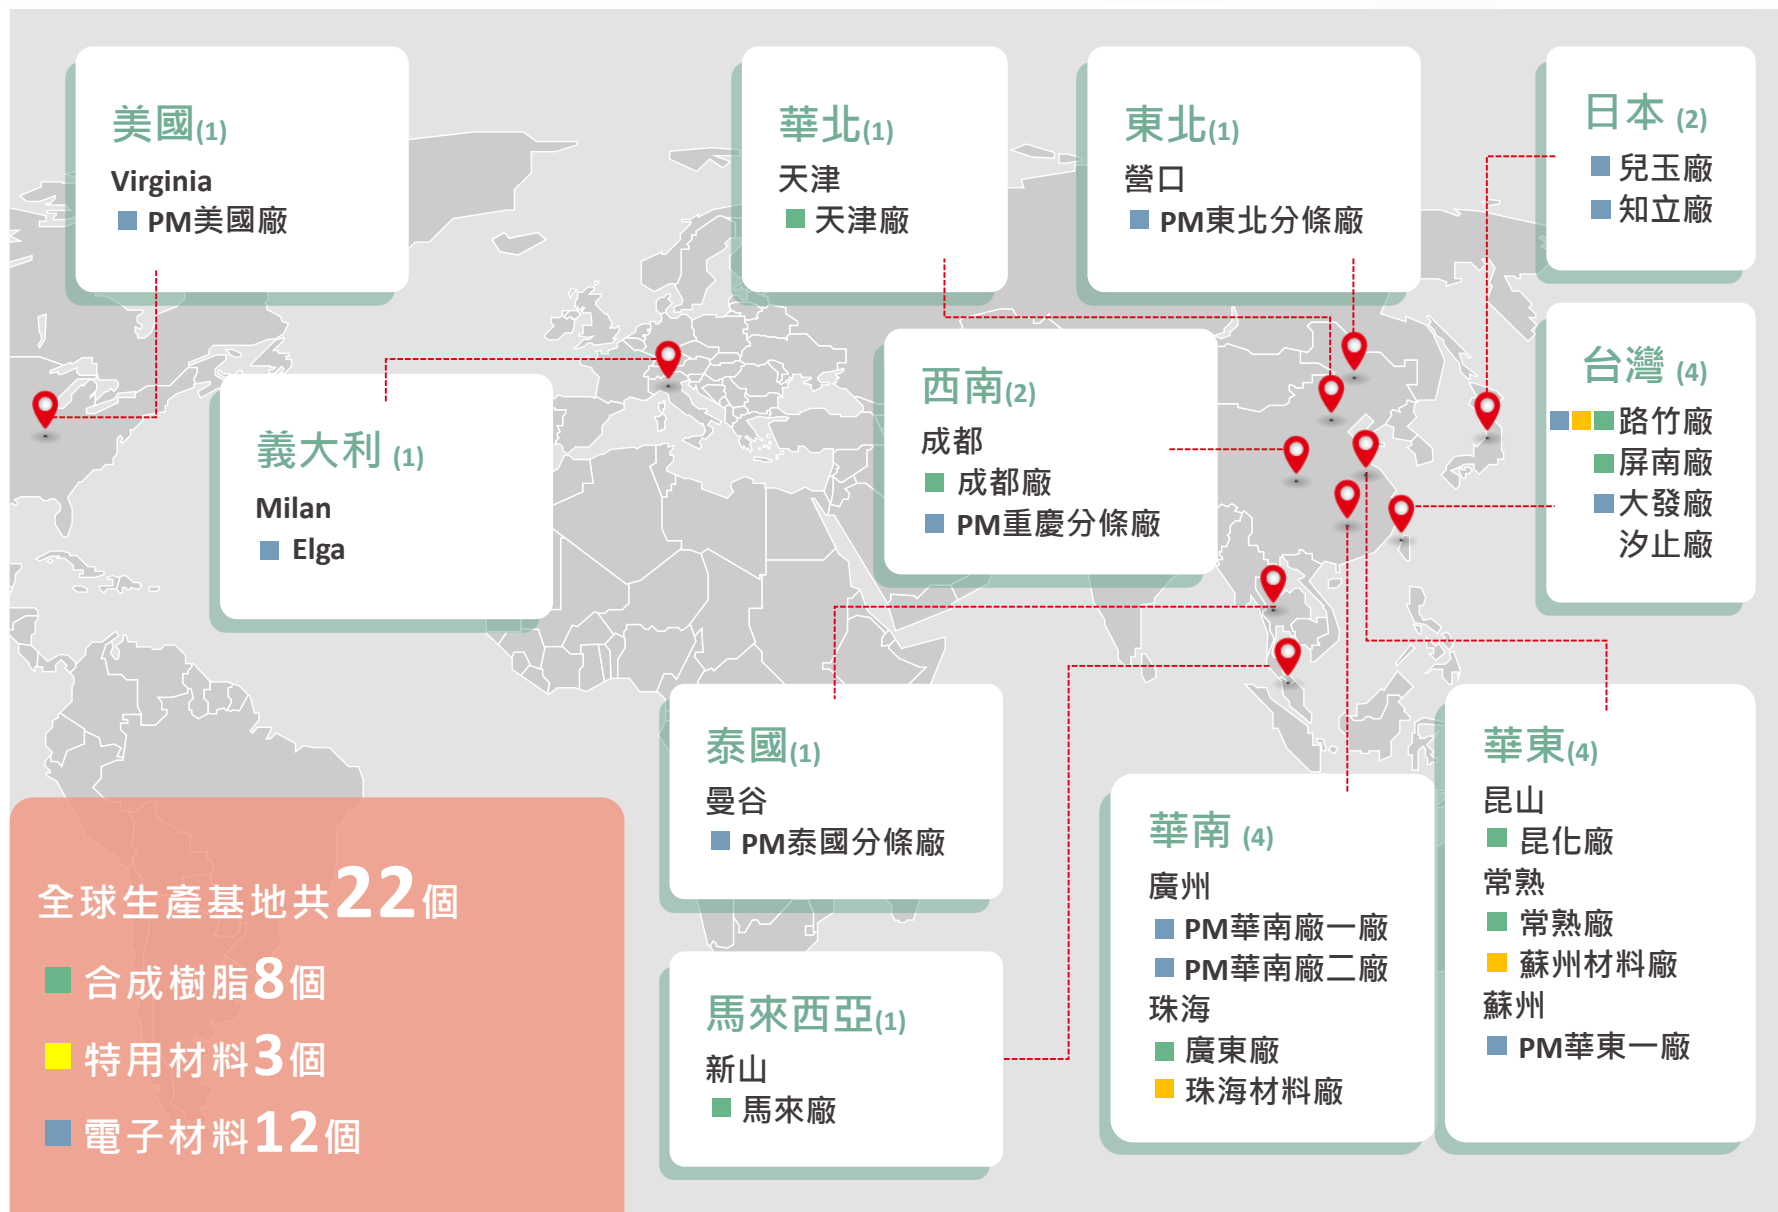 美國(1)
Virginia
PM美國廠
華北(1)
天津
天津廠
東北(1)
營口
PM東北分條廠
日本 (2)
兒玉廠
知立廠
義大利 (1)
Milan
Elga
西南(2)
成都
成都廠
PM重慶分條廠
台灣 (4)
路竹廠
屏南廠
大發廠
汐止廠
泰國(1)
曼谷
PM泰國分條廠
馬來西亞(1)
新山
馬來廠
華南 (4)
廣州
PM華南廠一廠
PM華南廠二廠
珠海
廣東廠
珠海材料廠
華東(4)
昆山
昆化廠
常熟
常熟廠
蘇州材料廠
蘇州
PM華東一廠
全球生產基地共22個
合成樹脂8個
特用材料3個
電子材料12個